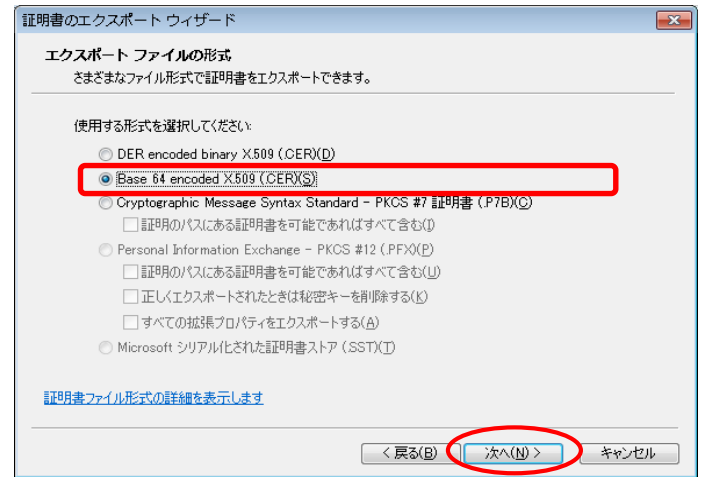 証明書のエクスポート ウィザード
エクスポート ファイルの形式
さまざまなファイル形式で証明書をエクスポートできます。
使用する形式を選択してください:
DER encoded binary X.509 (.CER)(D)
Base 64 encoded X.509 (.CER)(S)
Cryptographic Message Syntax Standard - PKCS #7 証明書 (.P7B)(C)
証明のパスにある証明書を可能であればすべて含む(I)
Personal Information Exchange - PKCS #12 (.PFX)(P)
証明のパスにある証明書を可能であればすべて含む(U)
正しくエクスポートされたときは秘密キーを削除する(K)
すべての拡張プロパティをエクスポートする(A)
Microsoft シリアル化された証明書ストア (.SST)(T)
証明書ファイル形式の詳細を表示します
< 戻る(B) 次へ(N) > キャンセル